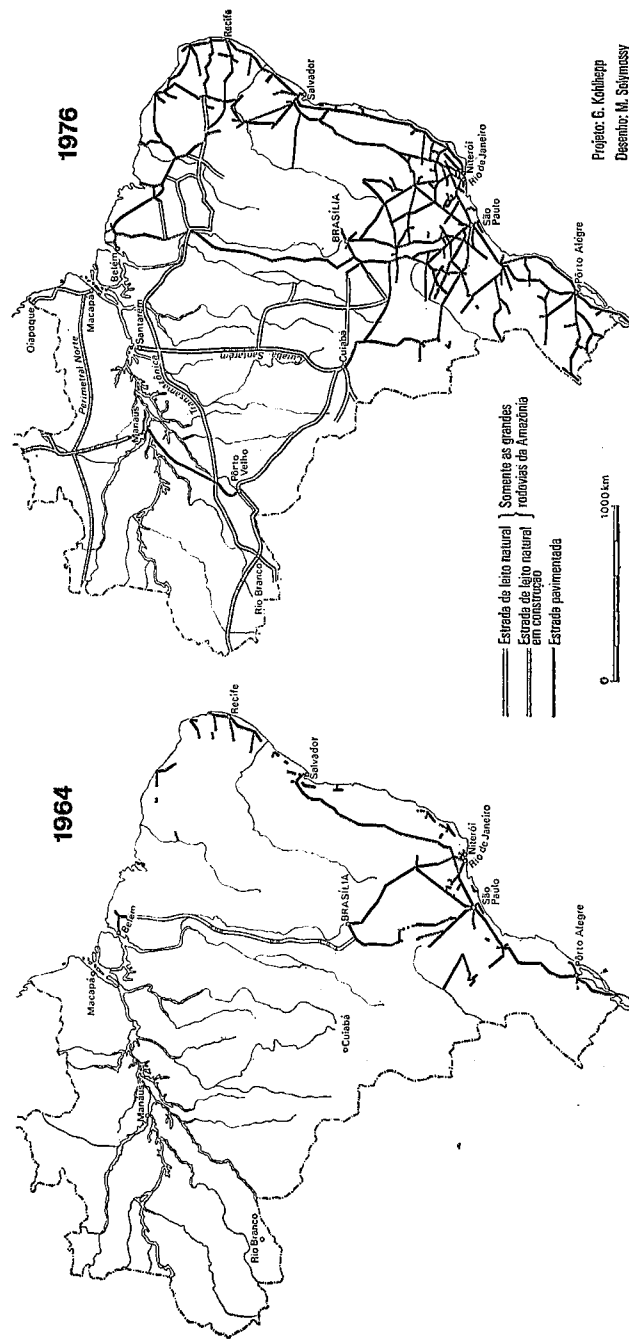 1964
Macapá
Belém
Manáus
Recife
Rio Branco
Cuiabá
BRASÍLIA
Salvador
Niterói
Rio de Janeiro
São
Paulo
Pôrto Alegre
1976
Oiapoque
Macapá
Belém
Perimetral Norte
Santarém
Manáus
Transamazônica
Cuiabá
Santarém
Recife
Pôrto
Velho
Rio Branco
Cuiabá
BRASÍLIA
Salvador
Niterói
Rio de Janeiro
São
Paulo
Pôrto Alégre
Estrada de leito natural
Estrada de leito natural
em construção
Somente as grandes
rodovias da Amazônia
Estrada pavimentada
0 1000 km
Projeto: G. Kohlhepp
Desenho: M. Solymossy